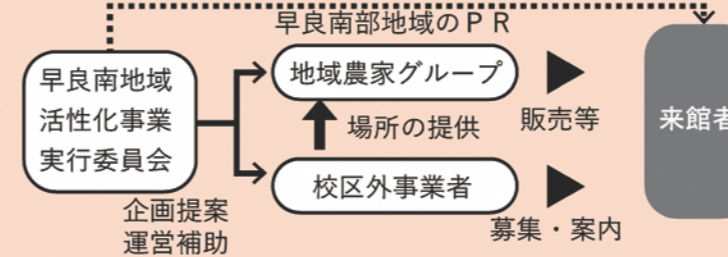 早良南部地域のＰＲ
早良南地域
活性化事業
実行委員会
地域農家グループ
販売等
場所の提供
来館者
校区外事業者
企画提案
運営補助
募集・案内